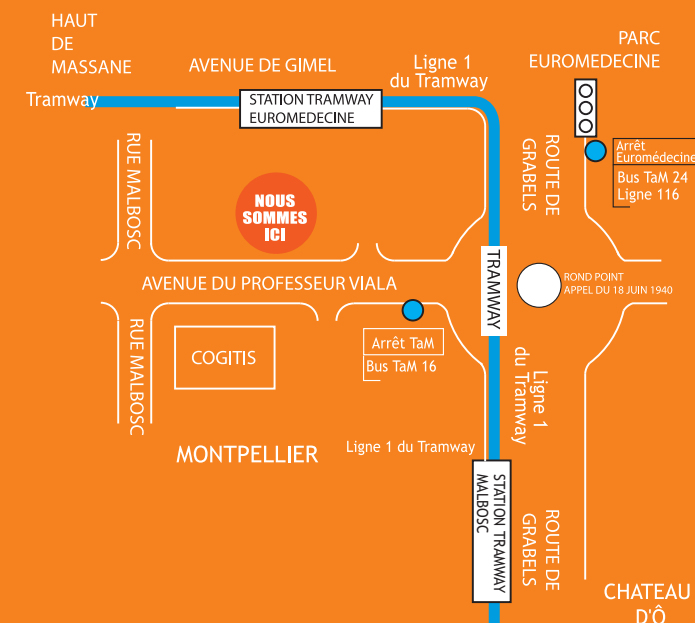 HAUT
DE
MASSANE
AVENUE DE GIMEL
Ligne 1
du Tramway
PARC
EUROMEDECINE
Tramway
STATION TRAMWAY
EUROMEDECINE
Arrêt
Euromédecine
Bus TaM 24
Ligne 116
ROUTE DE
GRABELS
RUE MALBOSC
NOUS
SOMMES
ICI
TRAMWAY
ROND POINT
APPEL DU 18 JUIN 1940
AVENUE DU PROFESSEUR VIALA
RUE MALBOSC
COGITIS
Arrêt TaM
Bus TaM 16
Ligne 1
du Tramway
MONTPELLIER
Ligne 1 du Tramway
STATION TRAMWAY
MALBOSC
ROUTE DE
GRABELS
CHATEAU
D'Ô